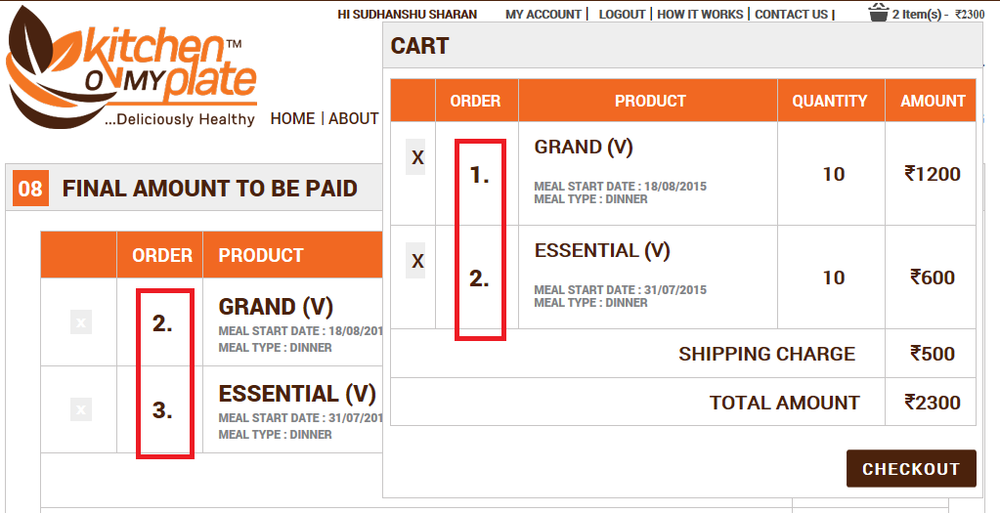 HI SUDHANSHU SHARAN MY ACCOUNT | LOGOUT | HOW IT WORKS | CONTACT US | 2 Item(s) - ₹2300
kitchen™
O MY plate
...Deliciously Healthy
HOME | ABOUT
08 FINAL AMOUNT TO BE PAID
ORDER PRODUCT
x 2. GRAND (V)
MEAL START DATE : 18/08/201
MEAL TYPE : DINNER
x 3. ESSENTIAL (V)
MEAL START DATE : 31/07/201
MEAL TYPE : DINNER
CART
ORDER PRODUCT QUANTITY AMOUNT
X 1. GRAND (V) 10 ₹1200
MEAL START DATE : 18/08/2015
MEAL TYPE : DINNER
X 2. ESSENTIAL (V) 10 ₹600
MEAL START DATE : 31/07/2015
MEAL TYPE : DINNER
SHIPPING CHARGE ₹500
TOTAL AMOUNT ₹2300
CHECKOUT